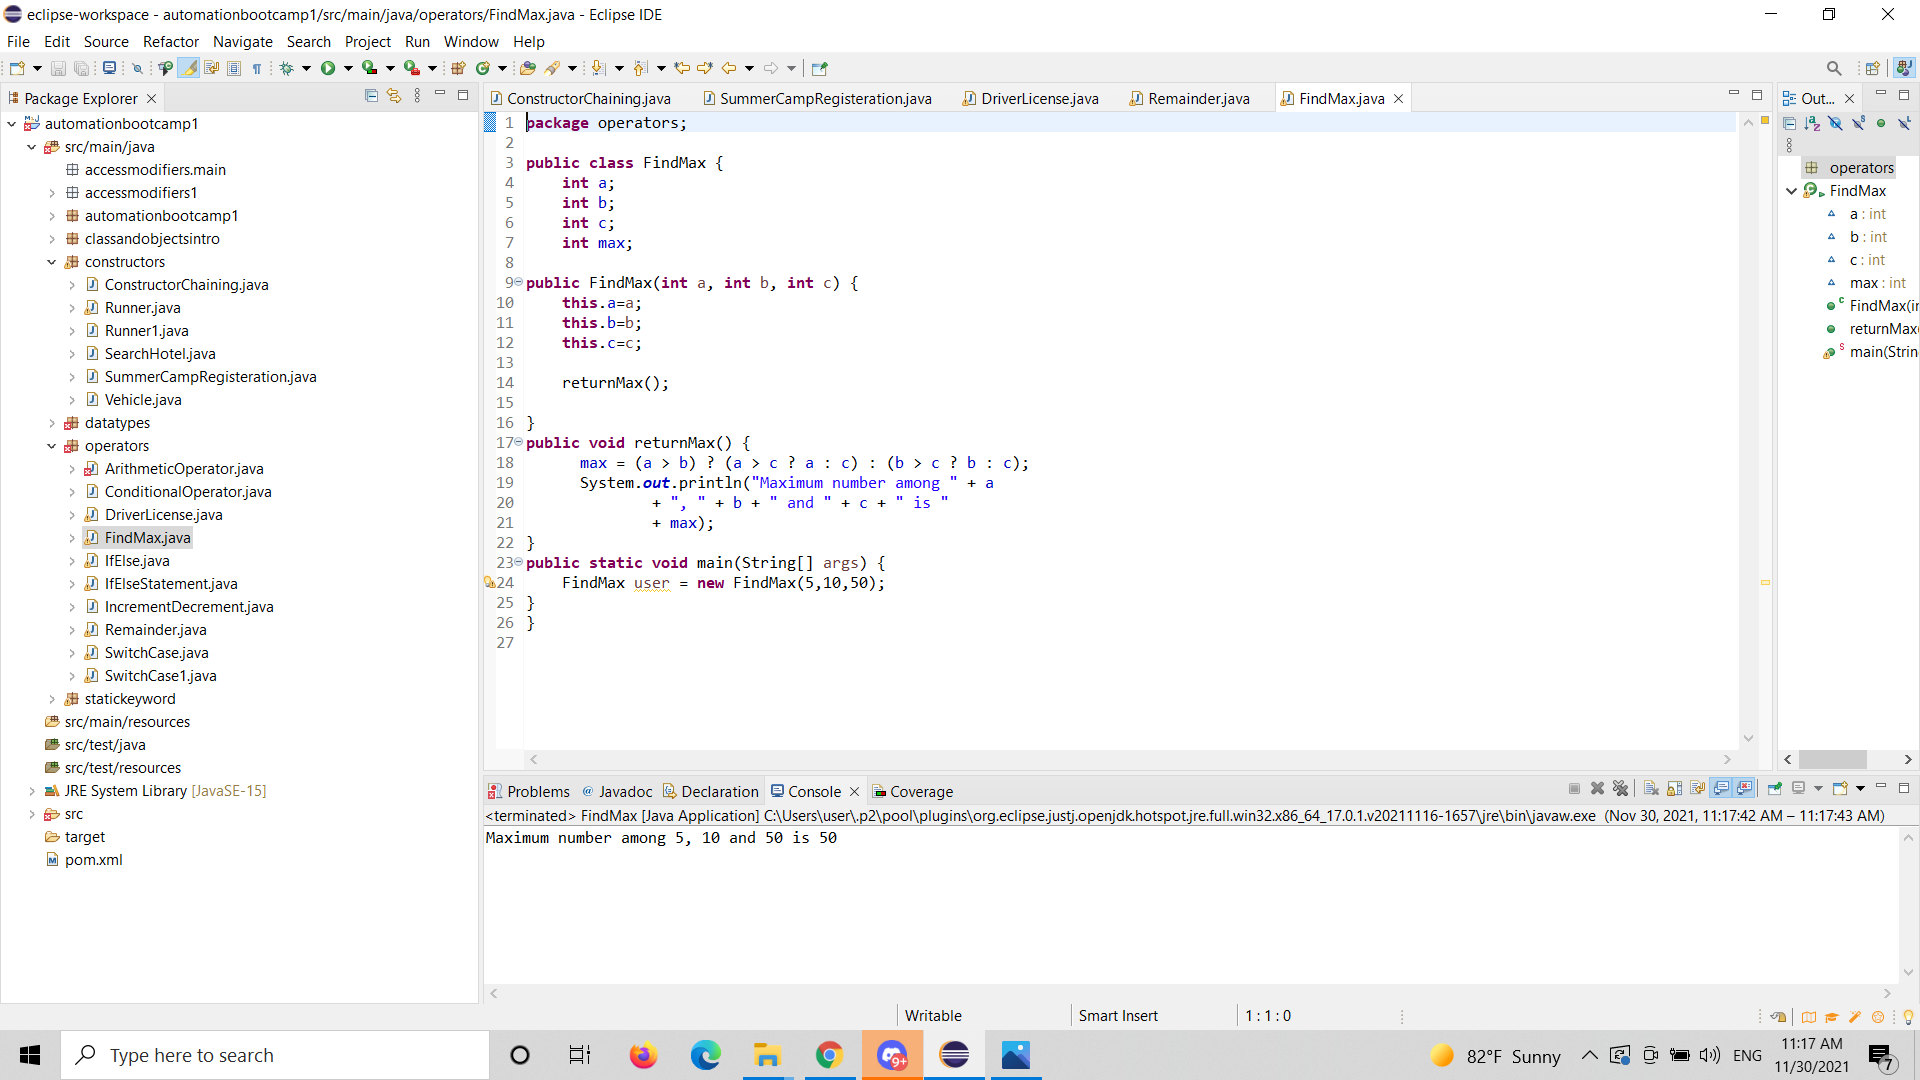 eclipse-workspace - automationbootcamp1/src/main/java/operators/FindMax.java - Eclipse IDE
File Edit Source Refactor Navigate Search Project Run Window Help
Package Explorer
automationbootcamp1
src/main/java
accessmodifiers.main
accessmodifiers1
automationbootcamp1
classandobjectsintro
constructors
ConstructorChaining.java
Runner.java
Runner1.java
SearchHotel.java
SummerCampRegisteration.java
Vehicle.java
datatypes
operators
ArithmeticOperator.java
ConditionalOperator.java
DriverLicense.java
FindMax.java
IfElse.java
IfElseStatement.java
IncrementDecrement.java
Remainder.java
SwitchCase.java
SwitchCase1.java
statickeyword
src/main/resources
src/test/java
src/test/resources
JRE System Library [JavaSE-15]
src
target
pom.xml
ConstructorChaining.java SummerCampRegisteration.java DriverLicense.java Remainder.java FindMax.java
1 package operators;
2
3 public class FindMax {
4 int a;
5 int b;
6 int c;
7 int max;
8
9 public FindMax(int a, int b, int c) {
10 this.a=a;
11 this.b=b;
12 this.c=c;
13
14 returnMax();
15
16 }
17 public void returnMax() {
18 max = (a > b) ? (a > c ? a : c) : (b > c ? b : c);
19 System.out.println("Maximum number among " + a
20 + ", " + b + " and " + c + " is "
21 + max);
22 }
23 public static void main(String[] args) {
24 FindMax user = new FindMax(5,10,50);
25 }
26 }
27
Out...
operators
FindMax
a : int
b : int
c : int
max : int
FindMax(in
returnMax(
main(Strin
Problems @ Javadoc Declaration Console Coverage
<terminated> FindMax [Java Application] C:\Users\user\.p2\pool\plugins\org.eclipse.justj.openjdk.hotspot.jre.full.win32.x86_64_17.0.1.v20211116-1657\jre\bin\javaw.exe (Nov 30, 2021, 11:17:42 AM – 11:17:43 AM)
Maximum number among 5, 10 and 50 is 50
Writable Smart Insert 1 : 1 : 0
Type here to search
9+
82°F Sunny
ENG
11:17 AM
11/30/2021
7